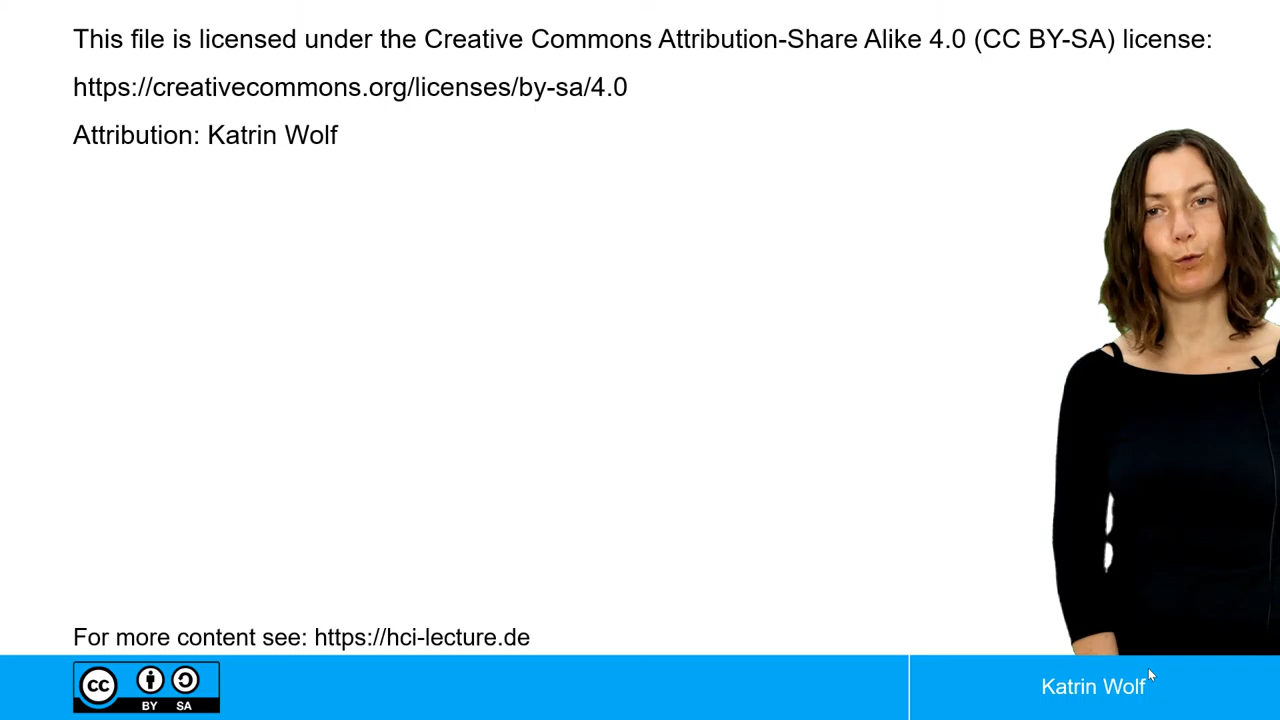 This file is licensed under the Creative Commons Attribution-Share Alike 4.0 (CC BY-SA) license:
https://creativecommons.org/licenses/by-sa/4.0
Attribution: Katrin Wolf
For more content see: https://hci-lecture.de
cc BY SA
Katrin Wolf